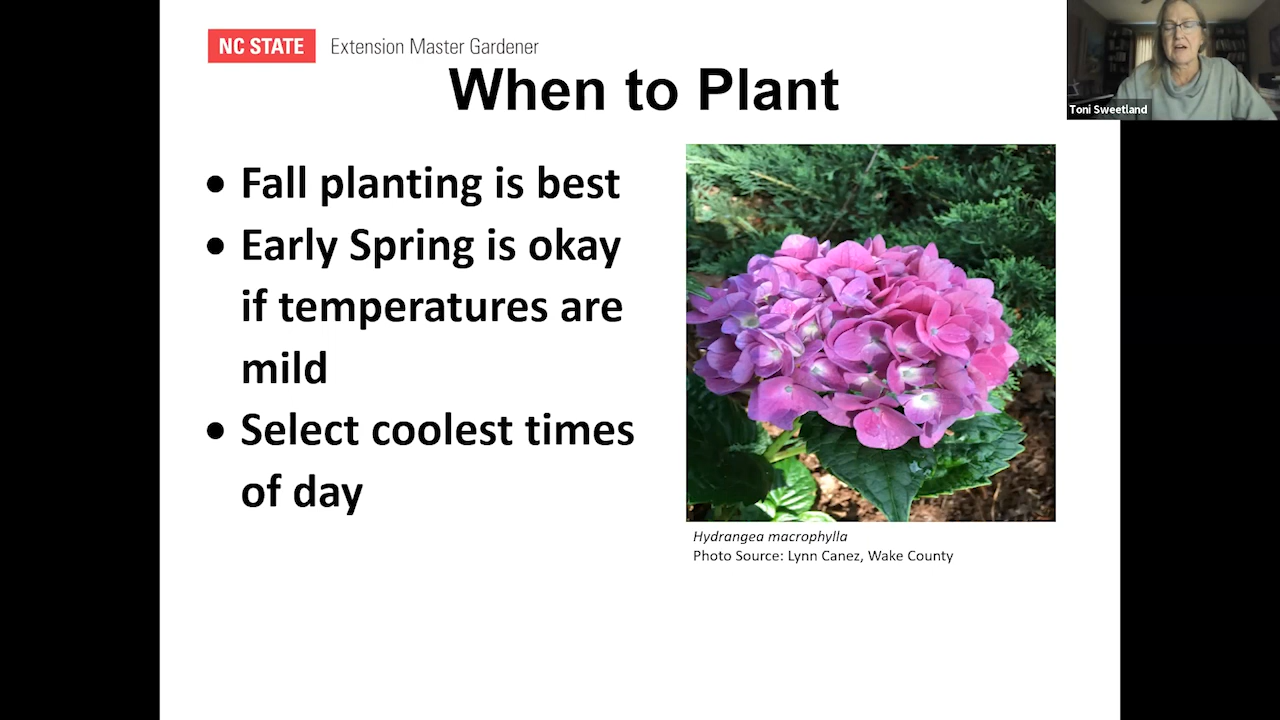 NC STATE Extension Master Gardener
When to Plant
Toni Sweetland
• Fall planting is best
• Early Spring is okay
if temperatures are
mild
• Select coolest times
of day
Hydrangea macrophylla
Photo Source: Lynn Canez, Wake County